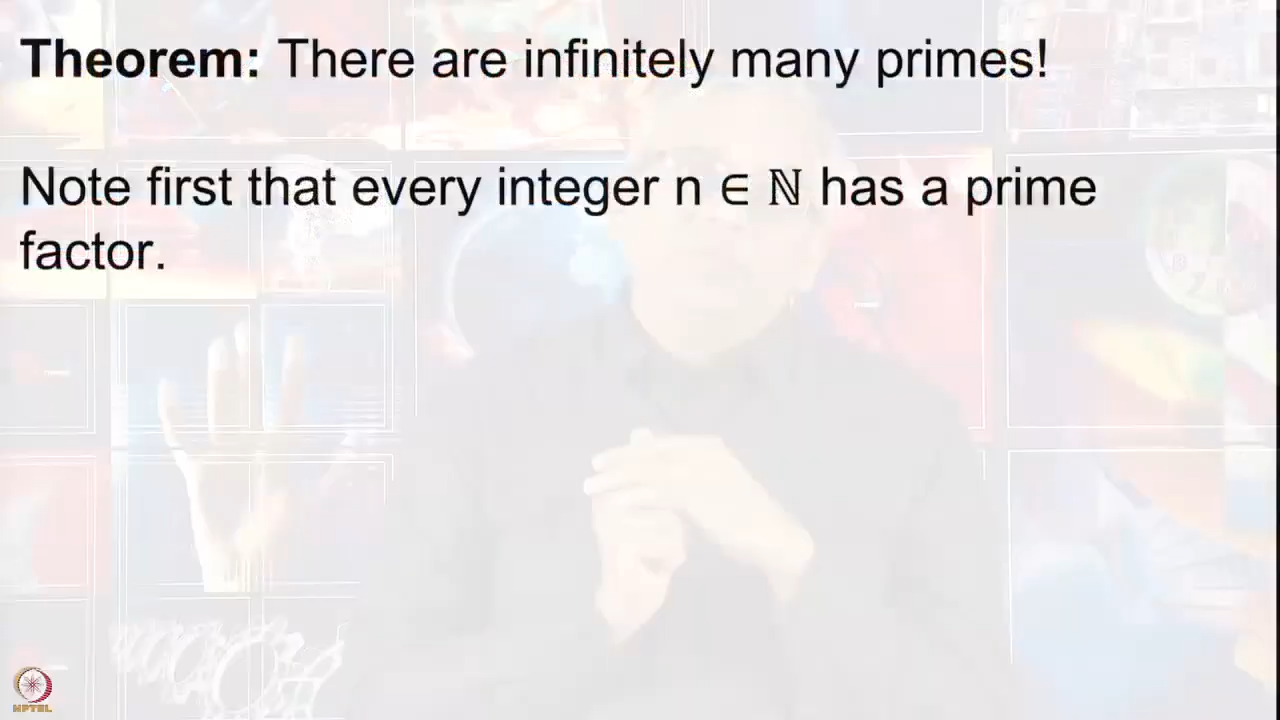 Theorem: There are infinitely many primes!
Note first that every integer n ∈ ℕ has a prime
factor.
NPTEL